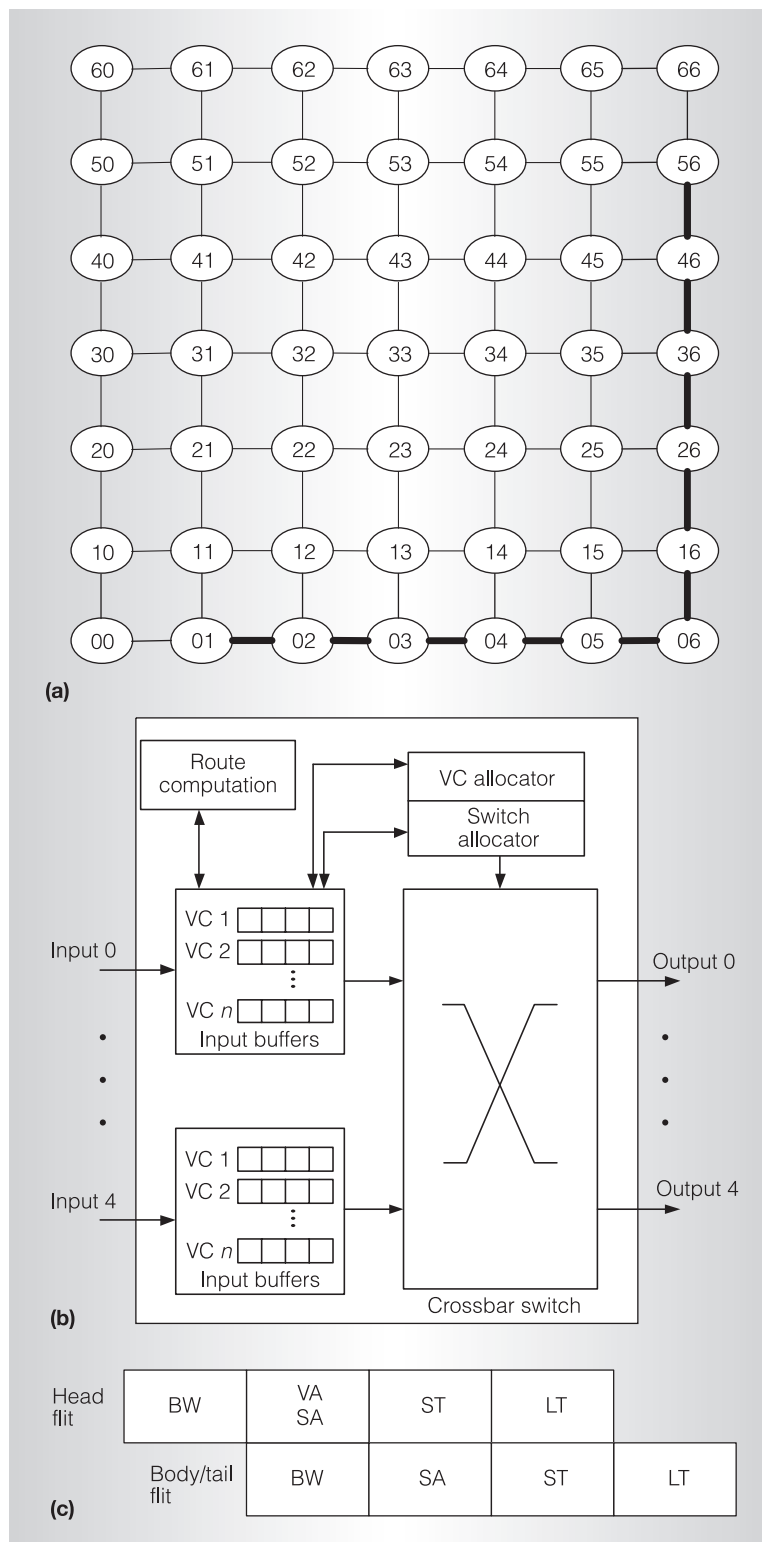 60 61 62 63 64 65 66
50 51 52 53 54 55 56
40 41 42 43 44 45 46
30 31 32 33 34 35 36
20 21 22 23 24 25 26
10 11 12 13 14 15 16
00 01 02 03 04 05 06
(a)
Route
computation
VC allocator
Switch
allocator
Input 0
VC 1
VC 2
VC n
Input buffers
Output 0
Input 4
VC 1
VC 2
VC n
Input buffers
Output 4
Crossbar switch
(b)
Head
flit
BW
VA
SA
ST
LT
Body/tail
flit
BW
SA
ST
LT
(c)